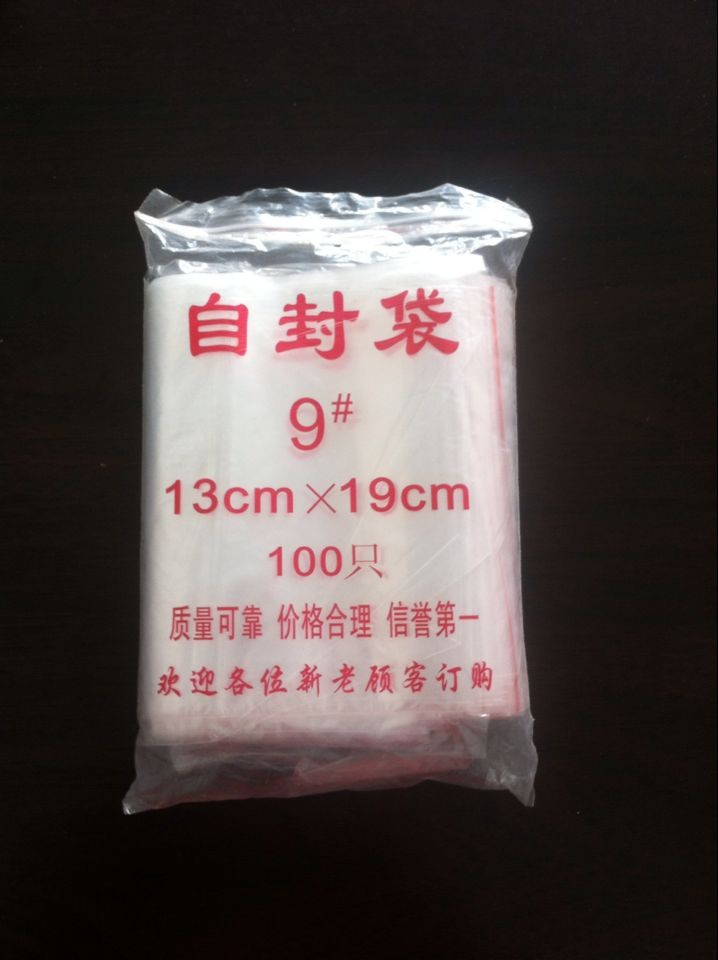 自封袋
9#
13cm×19cm
100只
质量可靠 价格合理 信誉第一
欢迎各位新老顾客订购